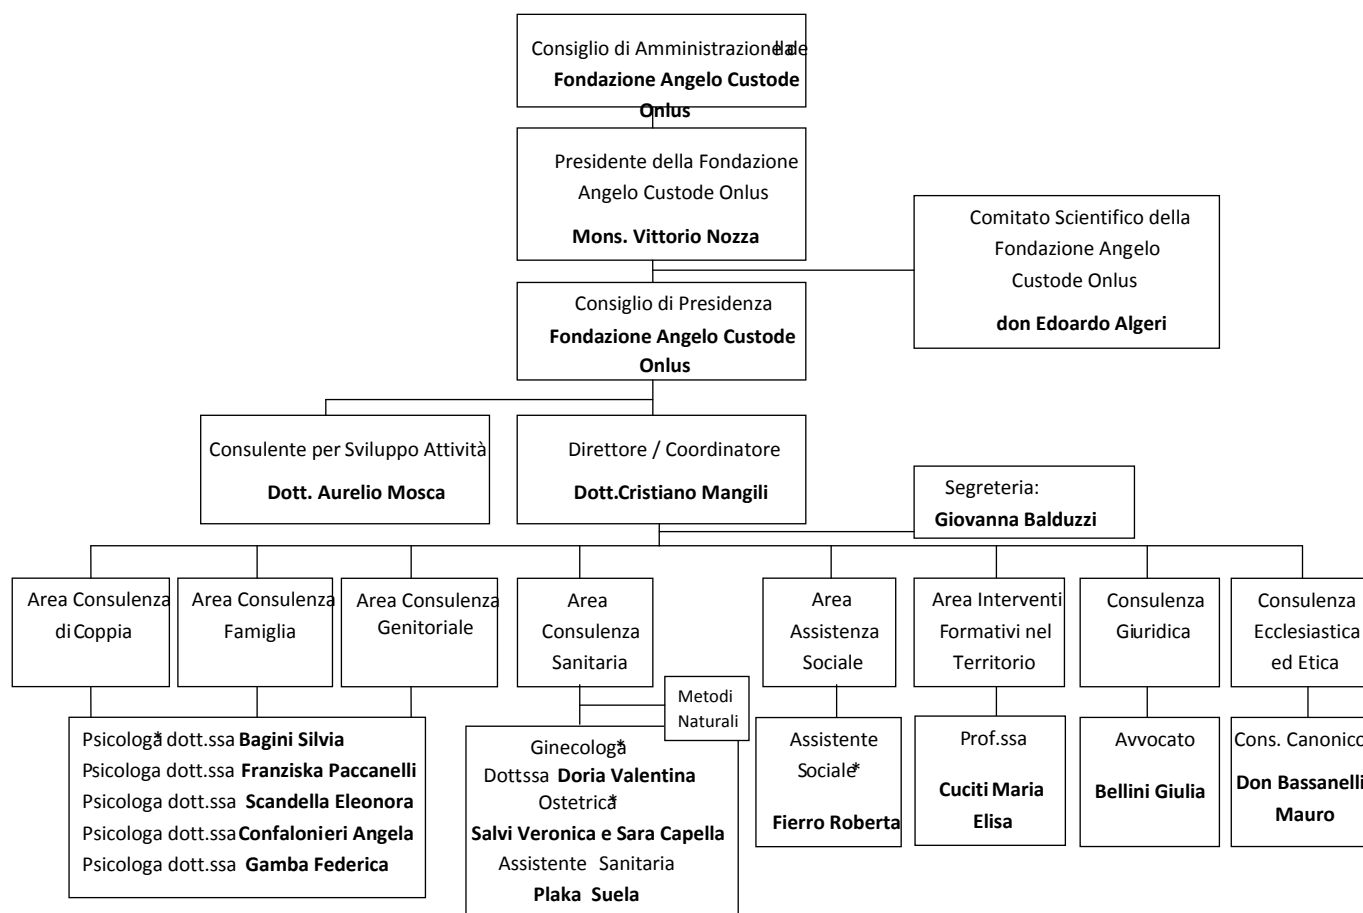 Consiglio di Amministrazione della
Fondazione Angelo Custode
Onlus
Presidente della Fondazione
Angelo Custode Onlus
Mons. Vittorio Nozza
Comitato Scientifico della
Fondazione Angelo
Custode Onlus
don Edoardo Algeri
Consiglio di Presidenza
Fondazione Angelo Custode
Onlus
Consulente per Sviluppo Attività
Dott. Aurelio Mosca
Direttore / Coordinatore
Dott.Cristiano Mangili
Segreteria:
Giovanna Balduzzi
Area Consulenza
di Coppia
Area Consulenza
Famiglia
Area Consulenza
Genitoriale
Area
Consulenza
Sanitaria
Area
Assistenza
Sociale
Area Interventi
Formativi nel
Territorio
Consulenza
Giuridica
Consulenza
Ecclesiastica
ed Etica
Metodi
Naturali
Psicologa* dott.ssa Bagini Silvia
Psicologa dott.ssa Franziska Paccanelli
Psicologa dott.ssa Scandella Eleonora
Psicologa dott.ssa Confalonieri Angela
Psicologa dott.ssa Gamba Federica
Ginecologa*
Dottssa Doria Valentina
Ostetrica*
Salvi Veronica e Sara Capella
Assistente Sanitaria
Plaka Suela
Assistente
Sociale*
Fierro Roberta
Prof.ssa
Cuciti Maria
Elisa
Avvocato
Bellini Giulia
Cons. Canonico
Don Bassanelli
Mauro